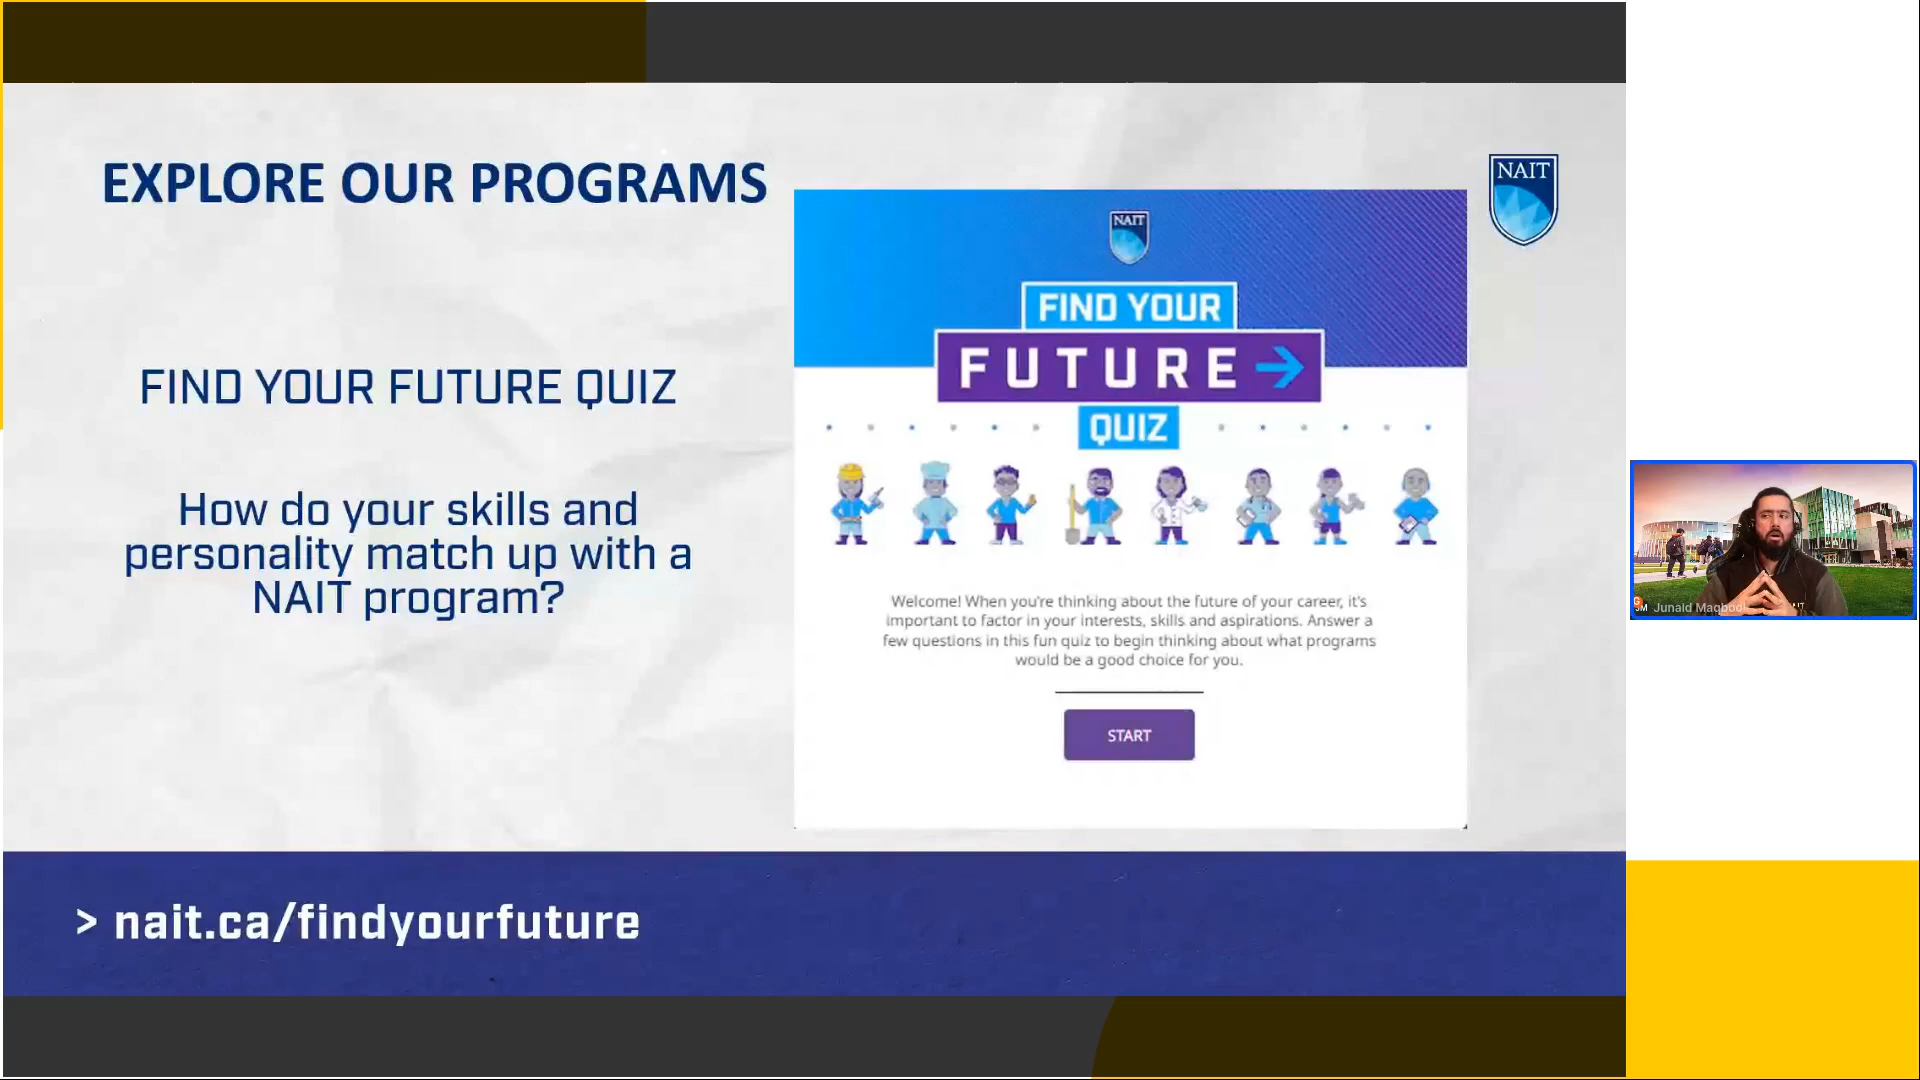 EXPLORE OUR PROGRAMS
NAIT
FIND YOUR FUTURE QUIZ
How do your skills and
personality match up with a
NAIT program?
NAIT
FIND YOUR
FUTURE
QUIZ
Welcome! When you're thinking about the future of your career, it's
important to factor in your interests, skills and aspirations. Answer a
few questions in this fun quiz to begin thinking about what programs
would be a good choice for you.
START
> nait.ca/findyourfuture
Junaid Maqbool